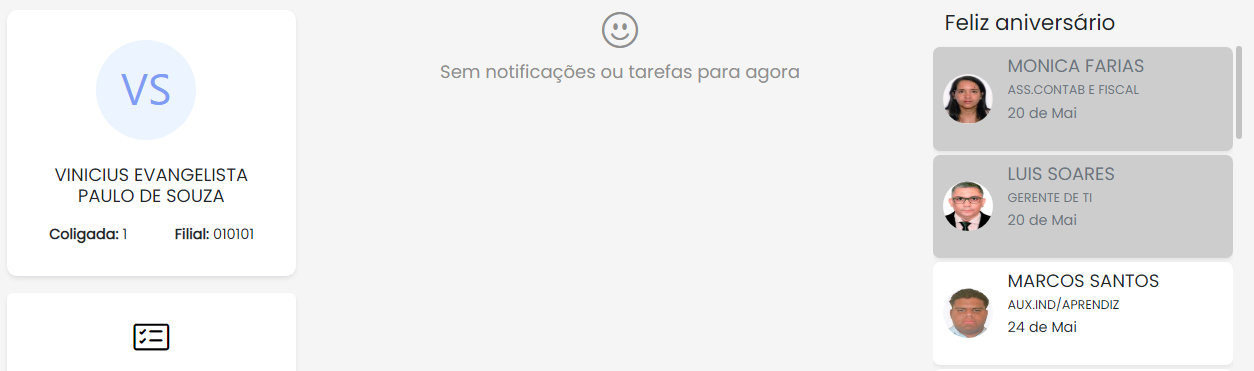 VS
VINICIUS EVANGELISTA
PAULO DE SOUZA
Coligada: 1
Filial: 010101
Sem notificações ou tarefas para agora
Feliz aniversário
MONICA FARIAS
ASS.CONTAB E FISCAL
20 de Mai
LUIS SOARES
GERENTE DE TI
20 de Mai
MARCOS SANTOS
AUX.IND/APRENDIZ
24 de Mai